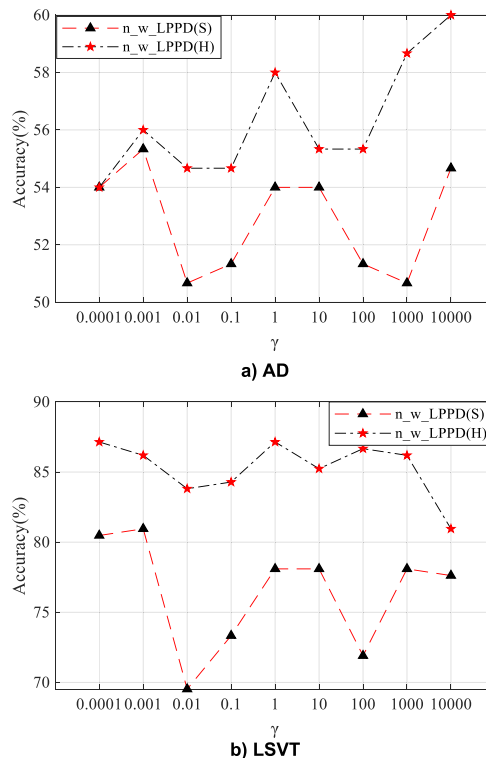 60
58
56
54
52
50
Accuracy(%)
n_w_LPPD(S)
n_w_LPPD(H)
0.0001 0.001 0.01 0.1 1 10 100 1000 10000
γ
a) AD
90
85
80
75
70
Accuracy(%)
n_w_LPPD(S)
n_w_LPPD(H)
0.0001 0.001 0.01 0.1 1 10 100 1000 10000
γ
b) LSVT